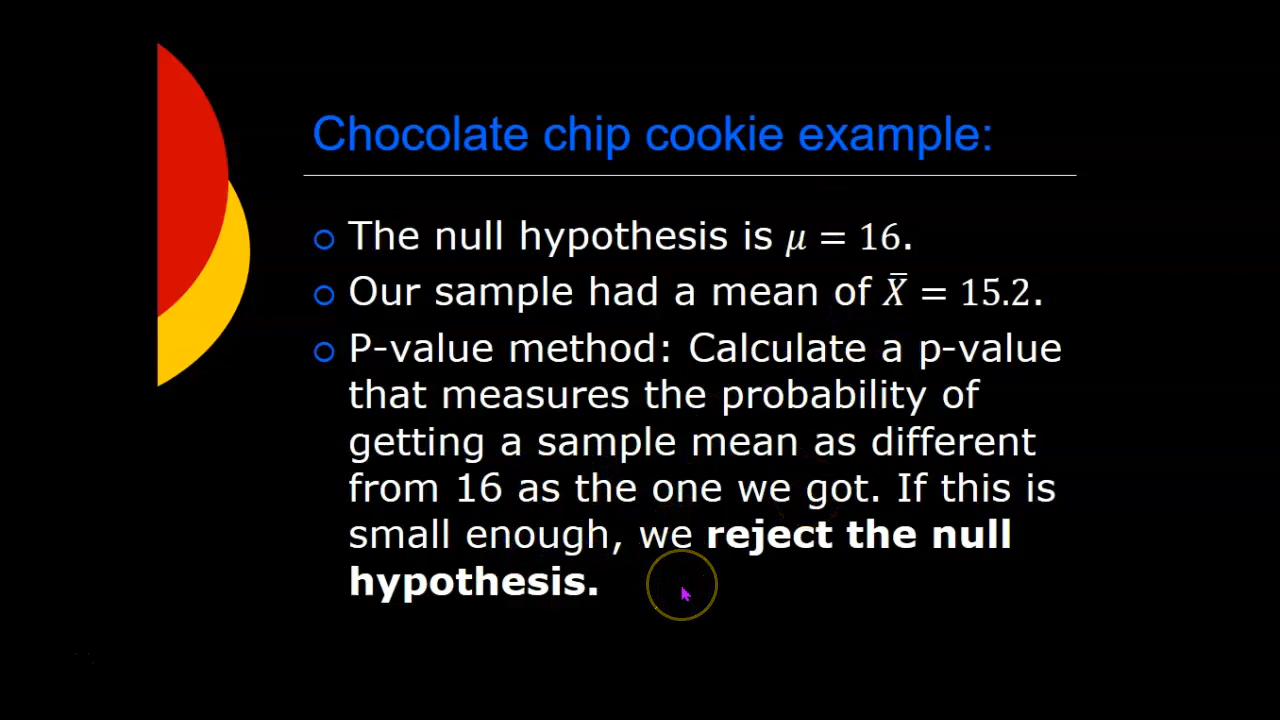 Chocolate chip cookie example:
The null hypothesis is 𝜇 = 16.
Our sample had a mean of X̄ = 15.2.
P-value method: Calculate a p-value
that measures the probability of
getting a sample mean as different
from 16 as the one we got. If this is
small enough, we reject the null
hypothesis.